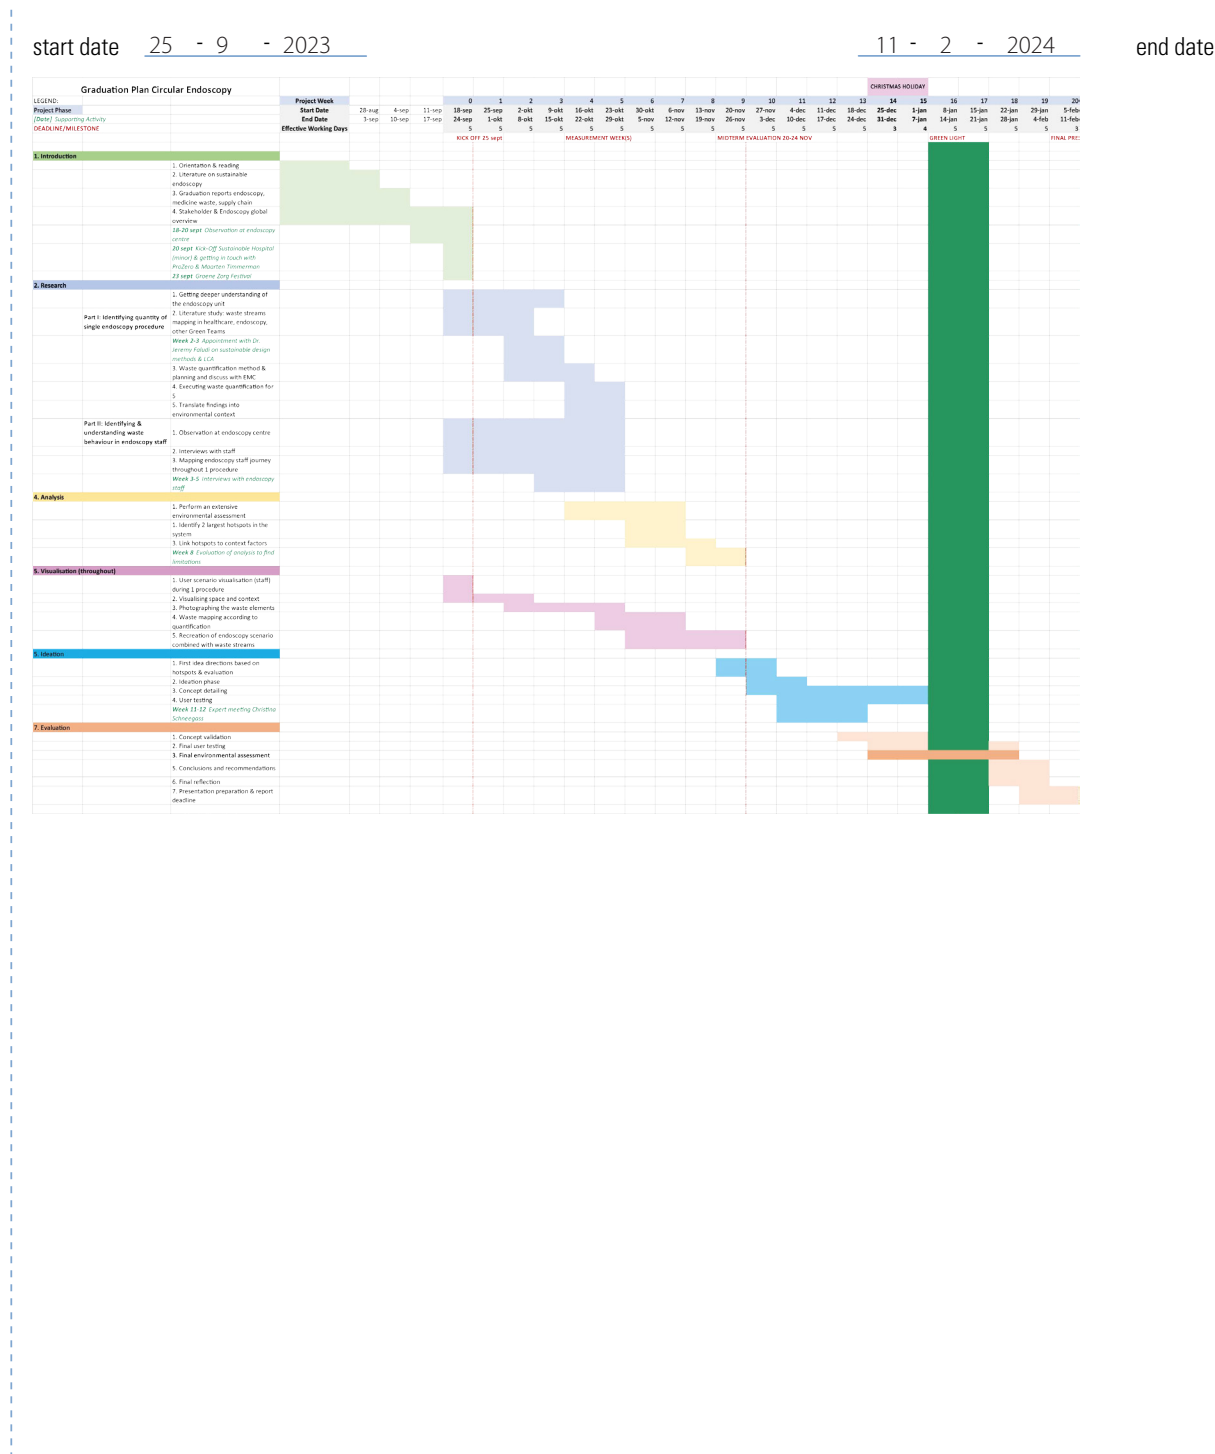 start date 25 - 9 - 2023 11 - 2 - 2024 end date
Graduation Plan Circular Endoscopy
CHRISTMAS HOLIDAY
LEGEND: Project Week 0 1 2 3 4 5 6 7 8 9 10 11 12 13 14 15 16 17 18 19 20
Project Phase Start Date 28-aug 4-sep 11-sep 18-sep 25-sep 2-okt 9-okt 16-okt 23-okt 30-okt 6-nov 13-nov 20-nov 27-nov 4-dec 11-dec 18-dec 25-dec 1-jan 8-jan 15-jan 22-jan 29-jan 5-feb
[Date] Supporting Activity End Date 3-sep 10-sep 17-sep 24-sep 1-okt 8-okt 15-okt 22-okt 29-okt 5-nov 12-nov 19-nov 26-nov 3-dec 10-dec 17-dec 24-dec 31-dec 7-jan 14-jan 21-jan 28-jan 4-feb 11-feb
DEADLINE/MILESTONE Effective Working Days 5 5 5 5 5 5 5 5 5 5 5 5 5 5 3 4 5 5 5 5 3
KICK OFF 25 sept MEASUREMENT WEEK(S) MIDTERM EVALUATION 20-24 NOV GREEN LIGHT FINAL PRE
1. Introduction
1. Orientation & reading
2. Literature on sustainable
endoscopy
3. Graduation reports endoscopy,
medicine waste, supply chain
4. Stakeholder & Endoscopy global
overview
18-20 sept Observation at endoscopy
centre
20 sept Kick-Off Sustainable Hospital
(minor) & getting in touch with
ProZero & Maarten Timmerman
23 sept Groene Zorg Festival
2. Research
Part I: Identifying quantity of
single endoscopy procedure
1. Getting deeper understanding of
the endoscopy unit
2. Literature study: waste streams
mapping in healthcare, endoscopy,
other Green Teams
Week 2-3 Appointment with Dr.
Jeremy Faludi on sustainable design
methods & LCA
3. Waste quantification method &
planning and discuss with EMC
4. Executing waste quantification for
5
5. Translate findings into
environmental context
Part II: Identifying &
understanding waste
behaviour in endoscopy staff
1. Observation at endoscopy centre
2. Interviews with staff
3. Mapping endoscopy staff journey
throughout 1 procedure
Week 3-5 Interviews with endoscopy
staff
4. Analysis
1. Perform an extensive
environmental assessment
1. Identify 2 largest hotspots in the
system
3. Link hotspots to context factors
Week 8 Evaluation of analysis to find
limitations
5. Visualisation (throughout)
1. User scenario visualisation (staff)
during 1 procedure
2. Visualising space and context
3. Photographing the waste elements
4. Waste mapping according to
quantification
5. Recreation of endoscopy scenario
combined with waste streams
5. Ideation
1. First idea directions based on
hotspots & evaluation
2. Ideation phase
3. Concept detailing
4. User testing
Week 11-12 Expert meeting Christina
Schneegass
7. Evaluation
1. Concept validation
2. Final user testing
3. Final environmental assessment
5. Conclusions and recommendations
6. Final reflection
7. Presentation preparation & report
deadline